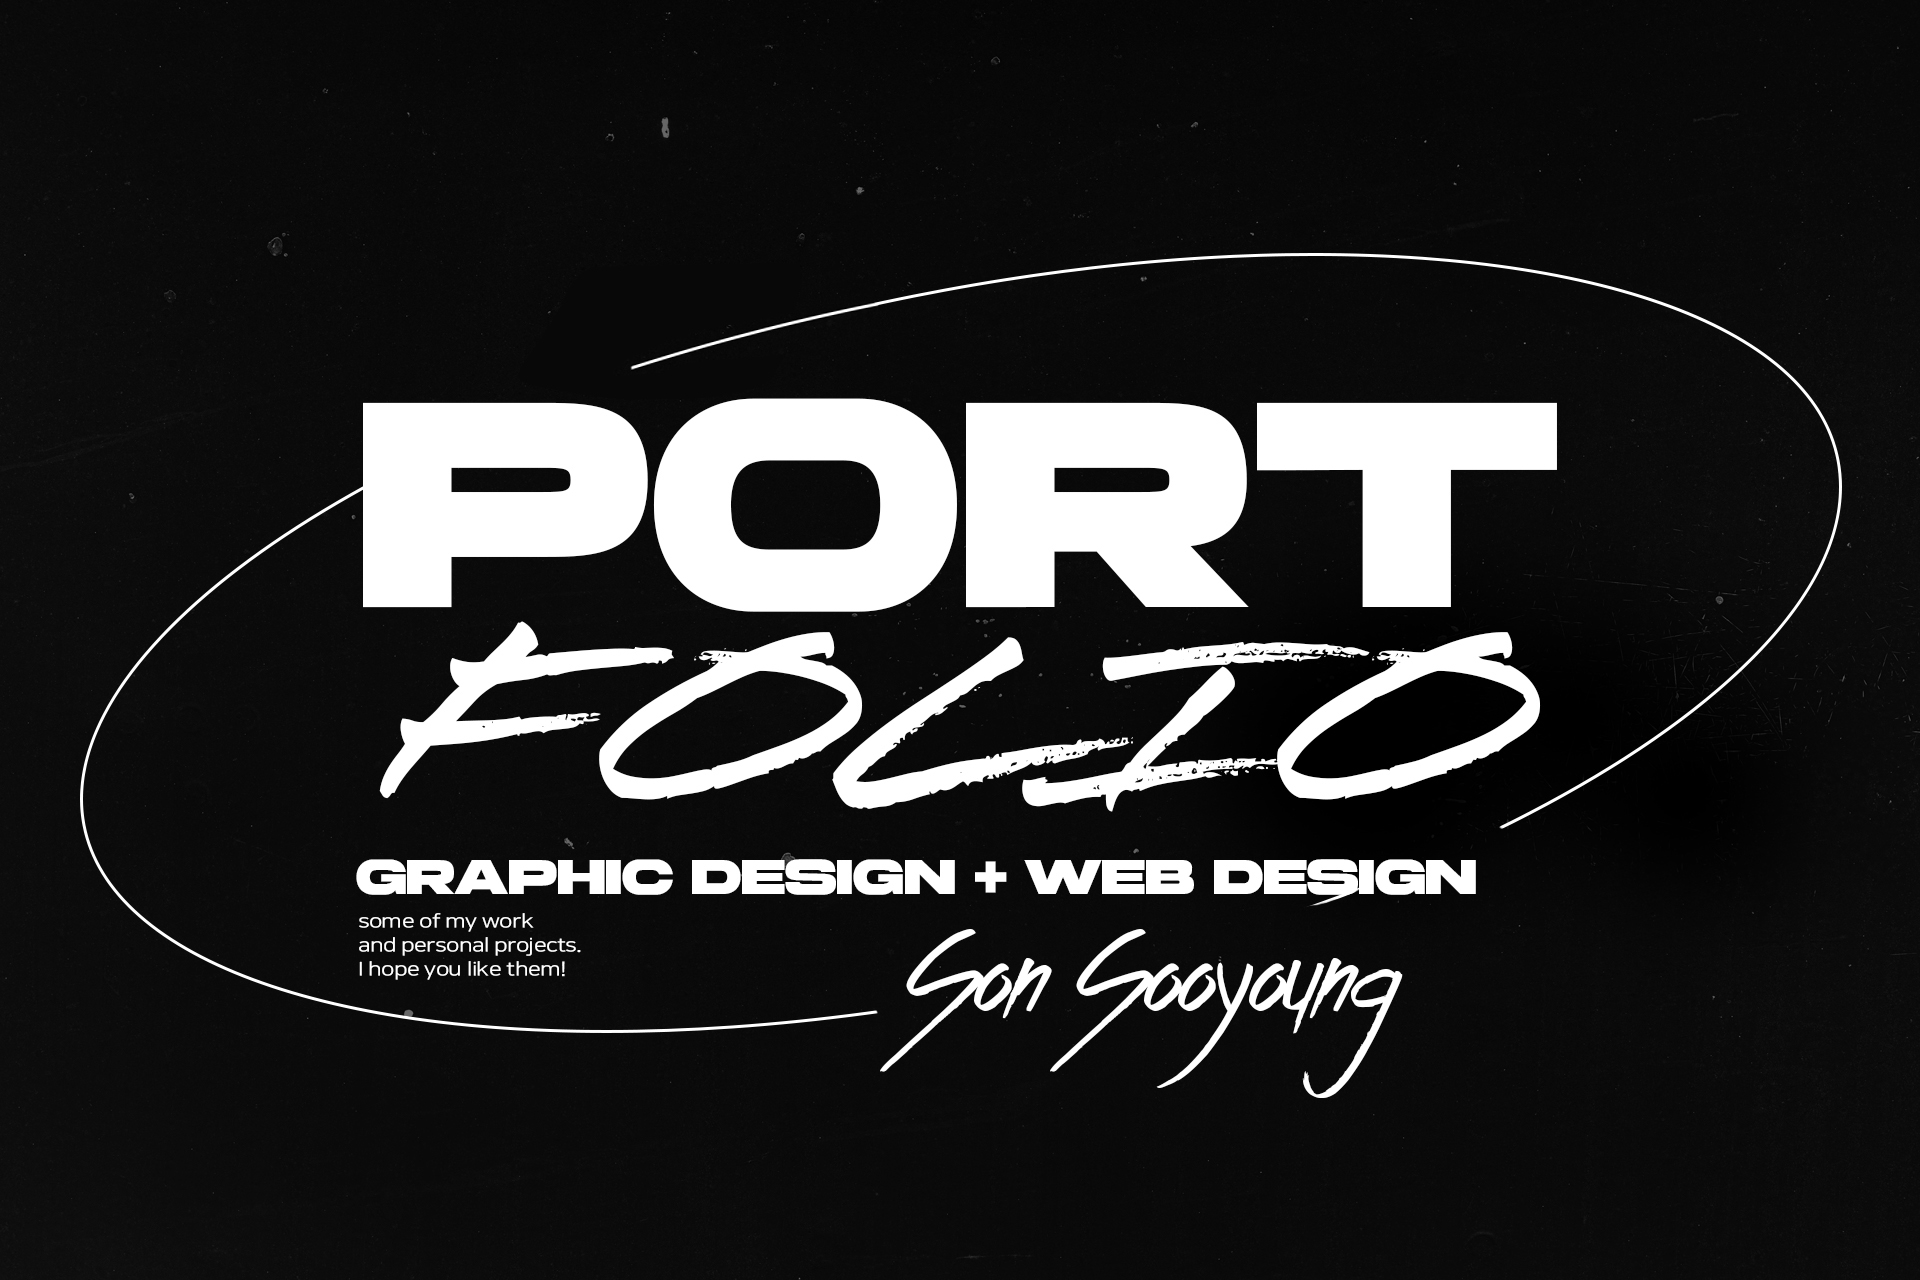 PORT
FOLIO
GRAPHIC DESIGN + WEB DESIGN
some of my work
and personal projects.
I hope you like them!
Son Sooyoung